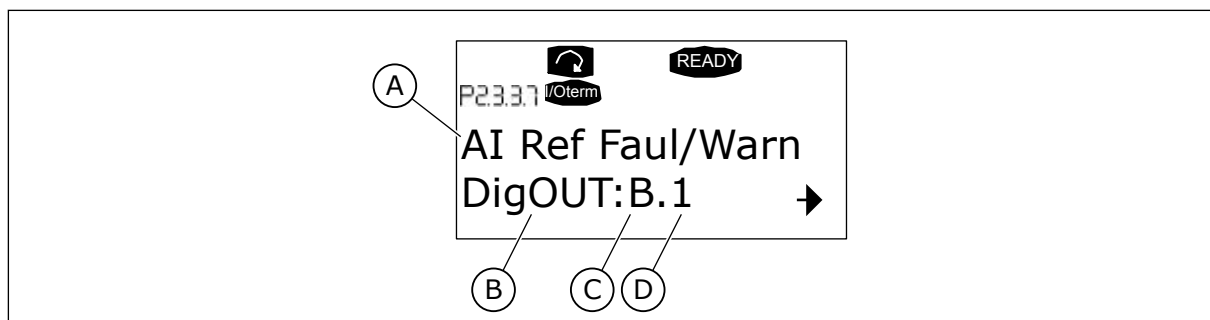 READY
P2.3.3.7 I/Oterm
A
AI Ref Faul/Warn
DigOUT:B.1
B C D